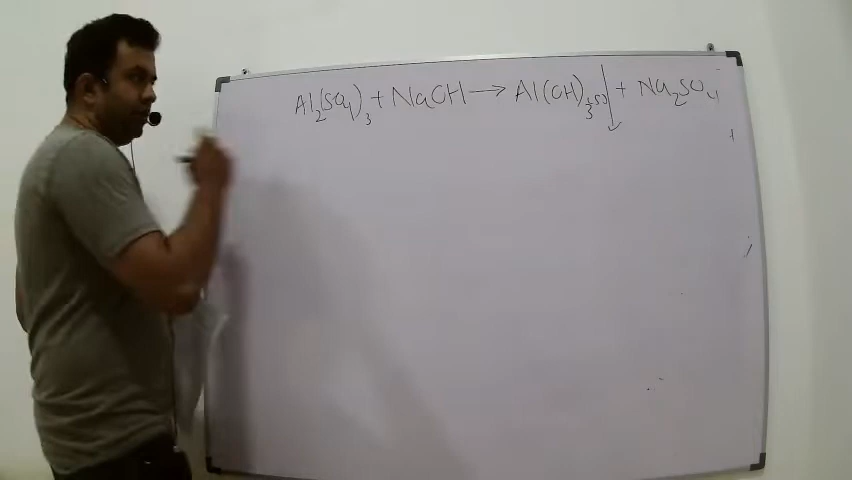 Al₂(SO₄)₃ + NaOH → Al(OH)₃ ↓ + Na₂SO₄